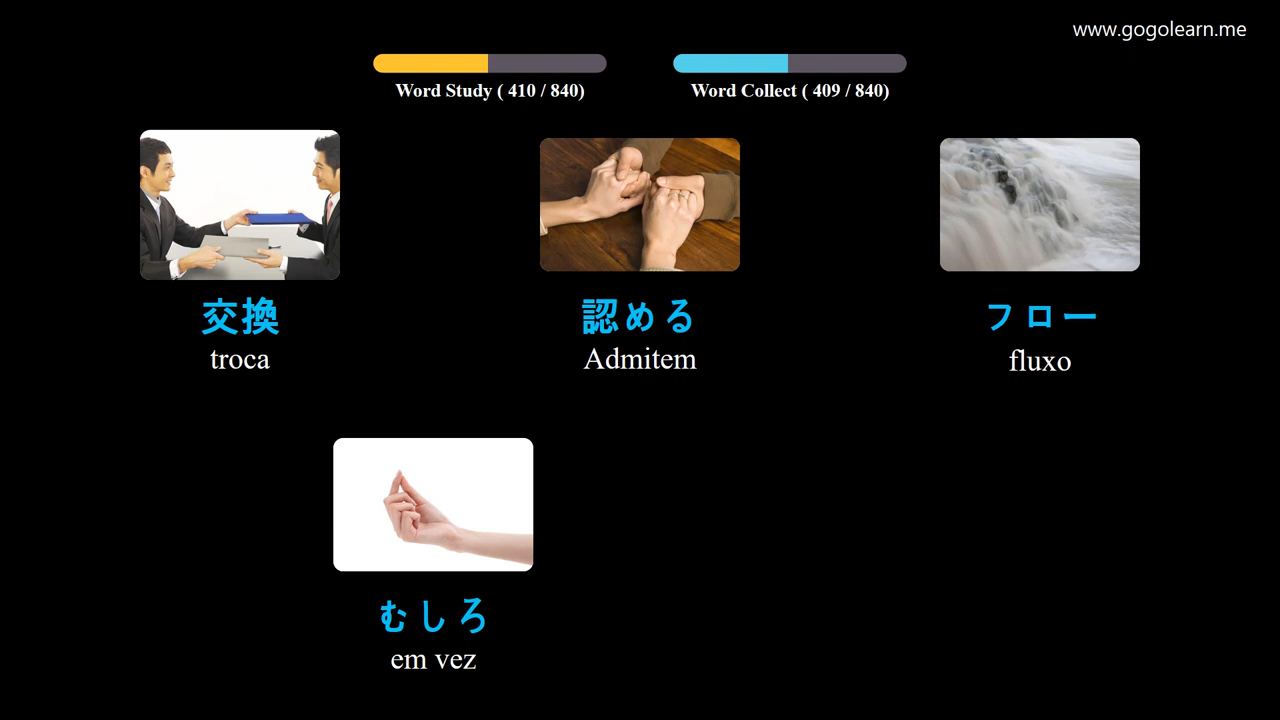 www.gogolearn.me
Word Study ( 410 / 840)
Word Collect ( 409 / 840)
交換
troca
認める
Admitem
フロー
fluxo
むしろ
em vez